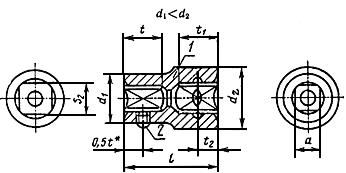 d₁<d₂
t
t₁
1
S₂
d₁
d₂
2
0,5t*
t₂
l
a